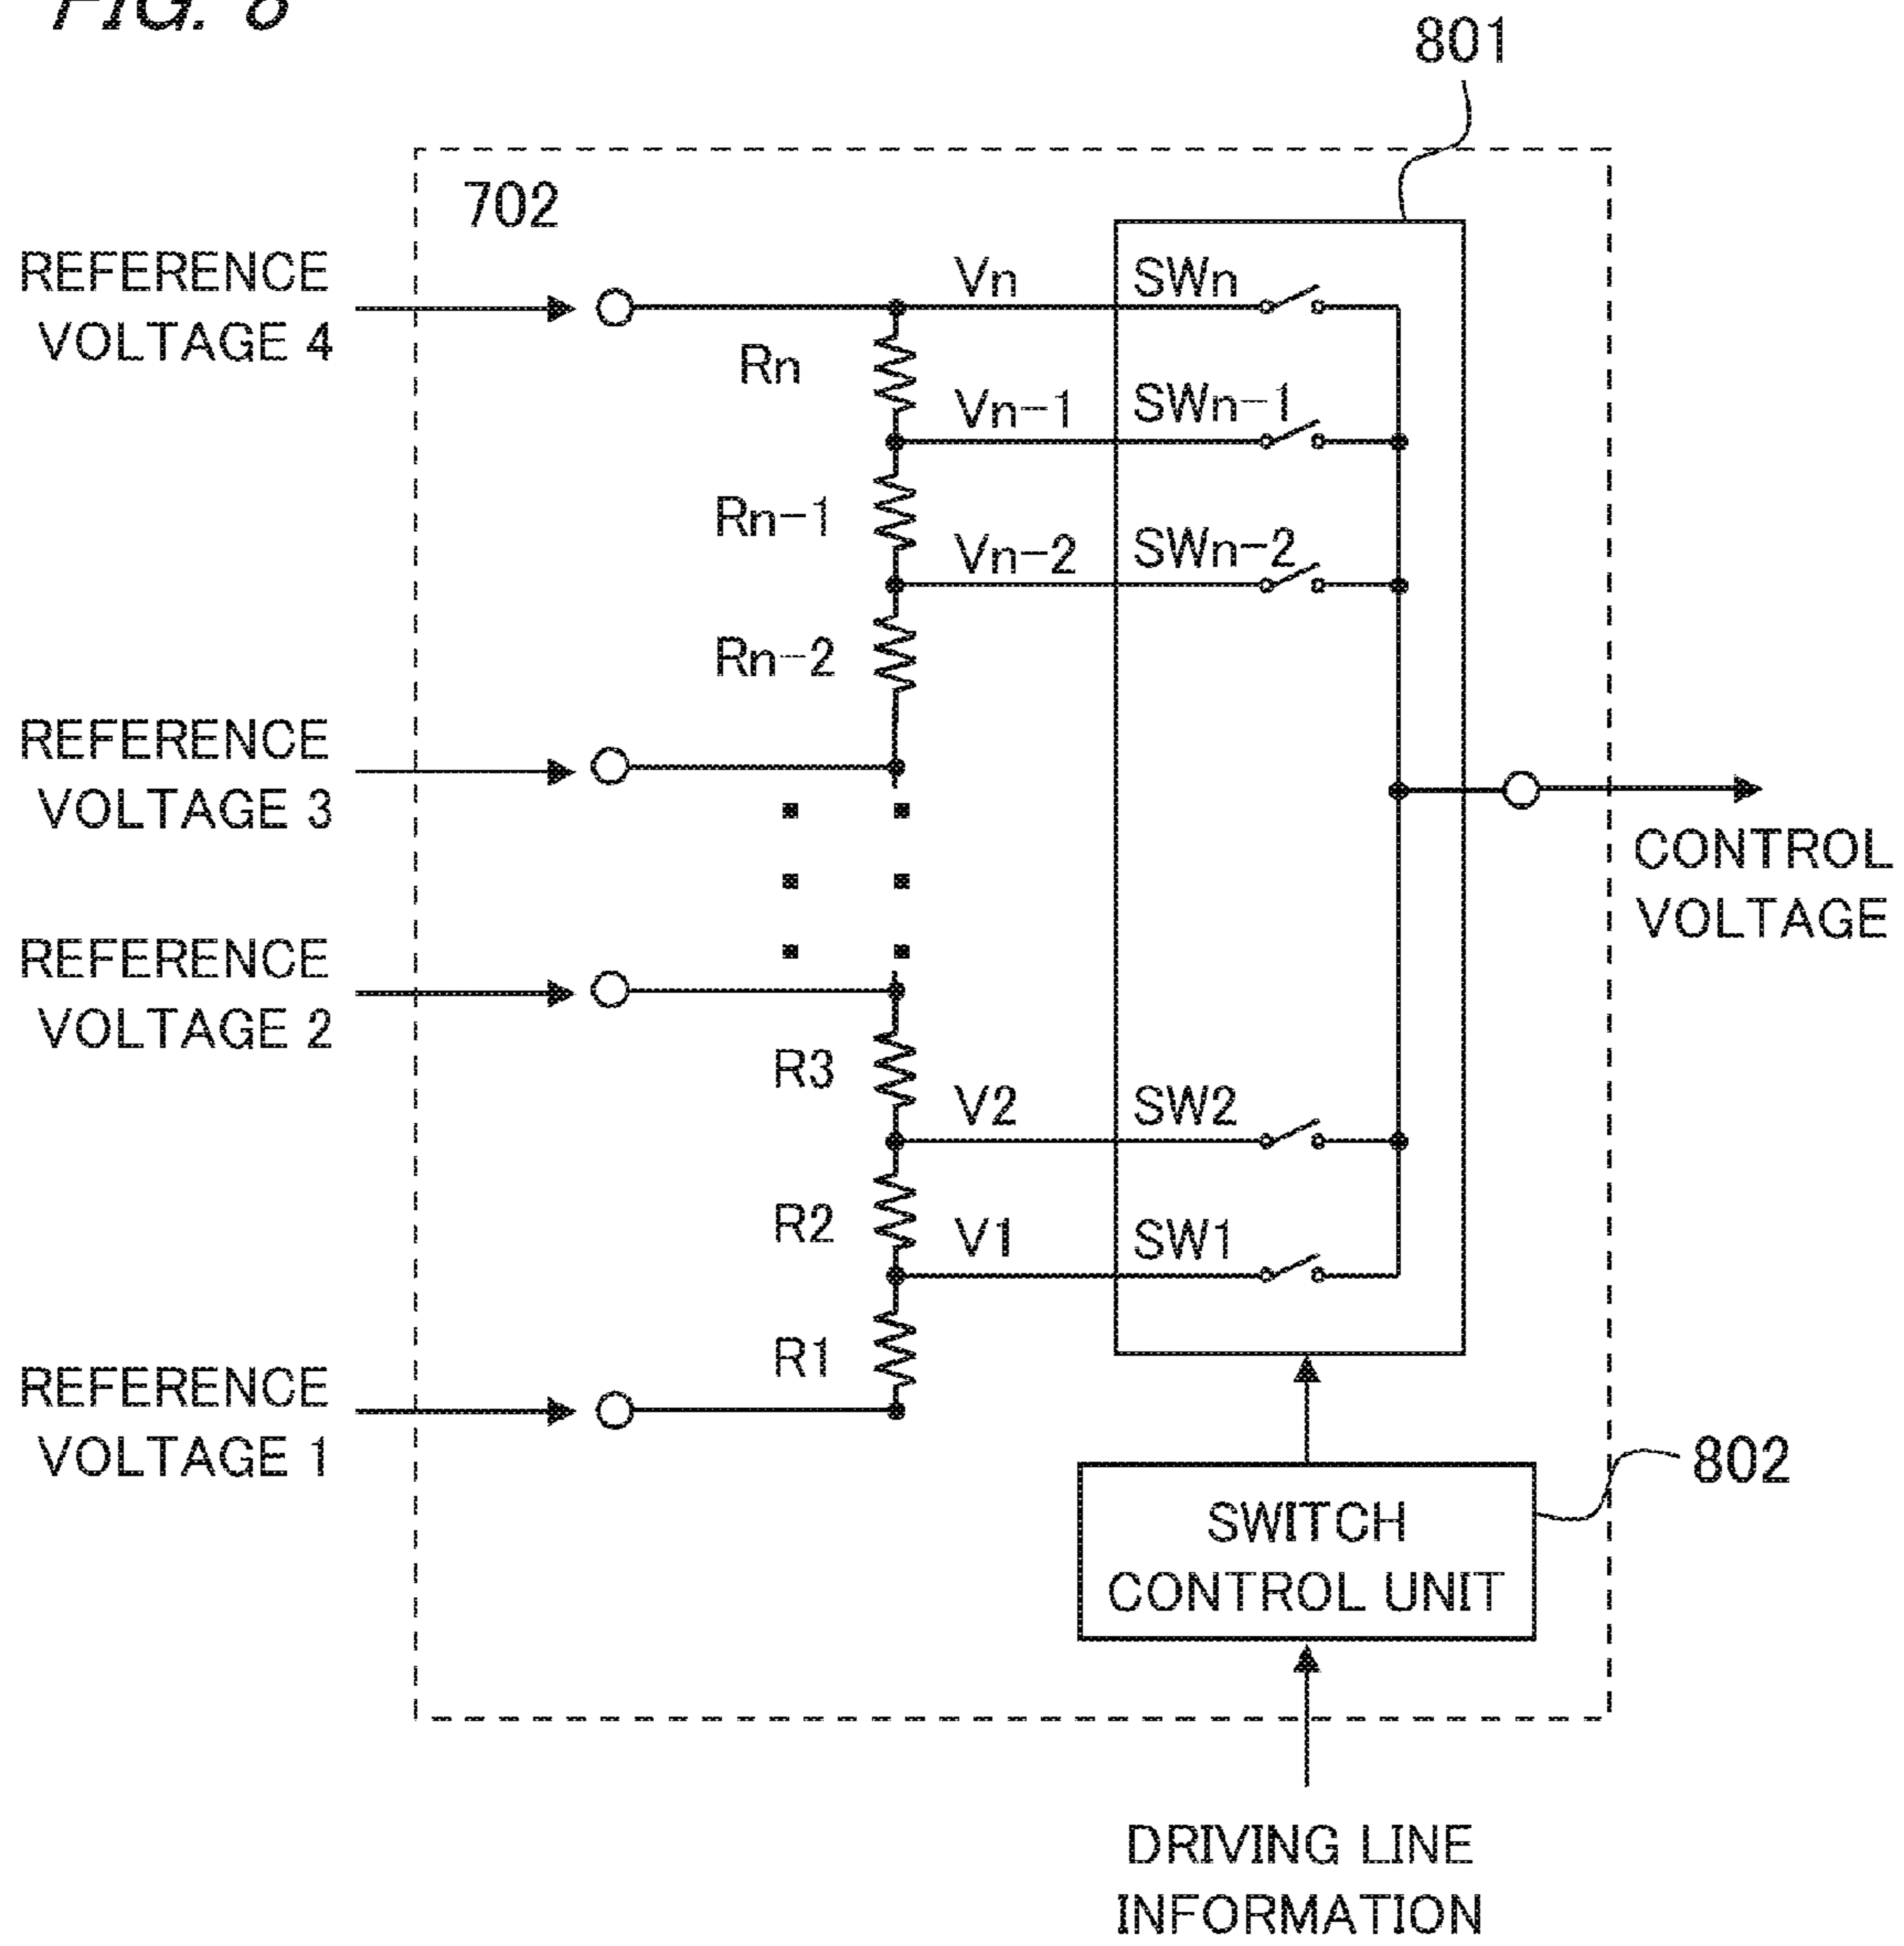 FIG. 8
801
702
REFERENCE
VOLTAGE 4
Vn
SWn
Rn
Vn-1
SWn-1
Rn-1
Vn-2
SWn-2
Rn-2
REFERENCE
VOLTAGE 3
CONTROL
VOLTAGE
REFERENCE
VOLTAGE 2
R3
V2
SW2
R2
V1
SW1
R1
REFERENCE
VOLTAGE 1
802
SWITCH
CONTROL UNIT
DRIVING LINE
INFORMATION